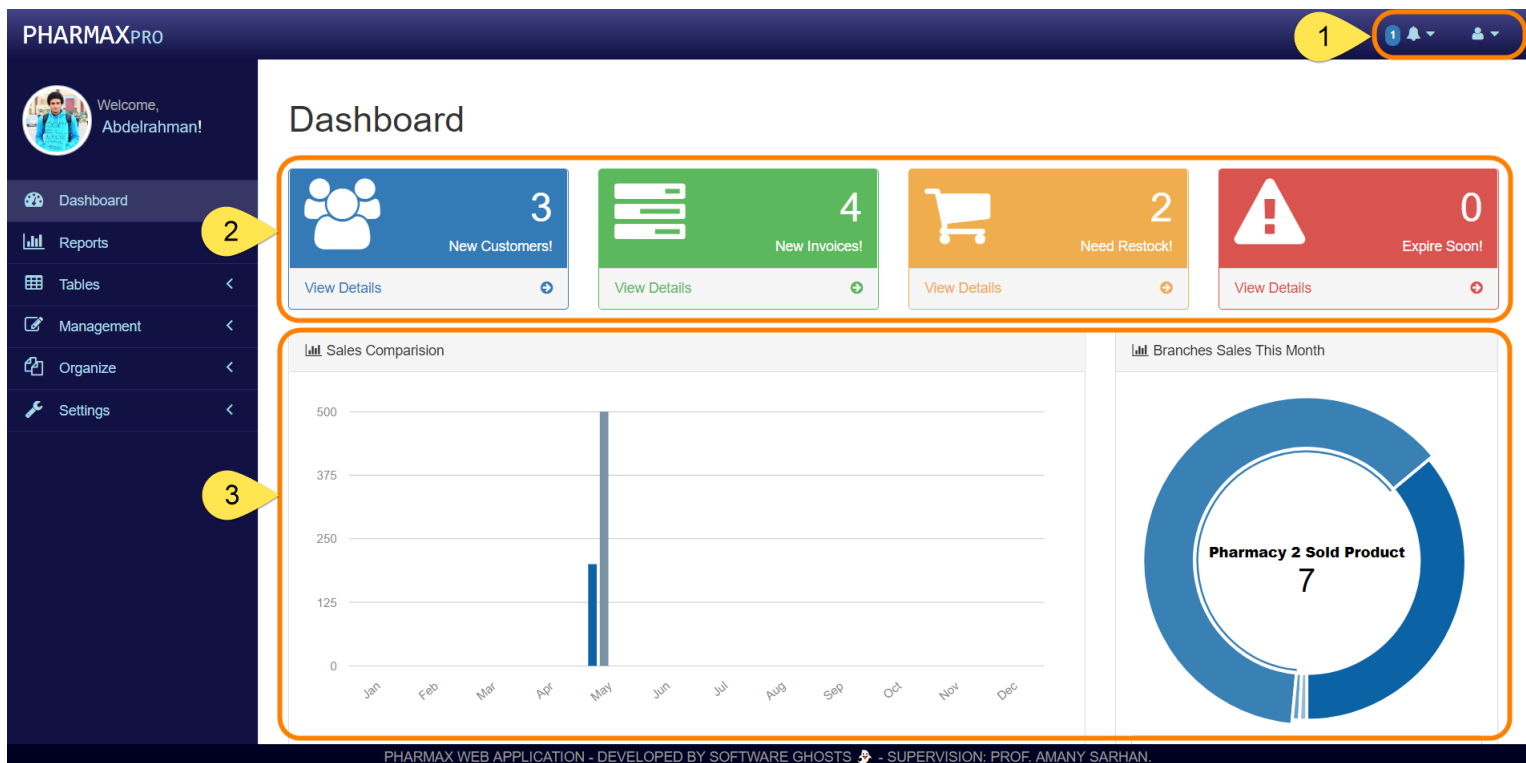 PHARMAXPRO
1
1
Welcome,
Abdelrahman!
Dashboard
Reports
Tables
Management
Organize
Settings
Dashboard
2
3
New Customers!
View Details
4
New Invoices!
View Details
2
Need Restock!
View Details
0
Expire Soon!
View Details
3
Sales Comparision
500
375
250
125
0
Jan Feb Mar Apr May Jun Jul Aug Sep Oct Nov Dec
Branches Sales This Month
Pharmacy 2 Sold Product
7
PHARMAX WEB APPLICATION - DEVELOPED BY SOFTWARE GHOSTS 👻 - SUPERVISION: PROF. AMANY SARHAN.